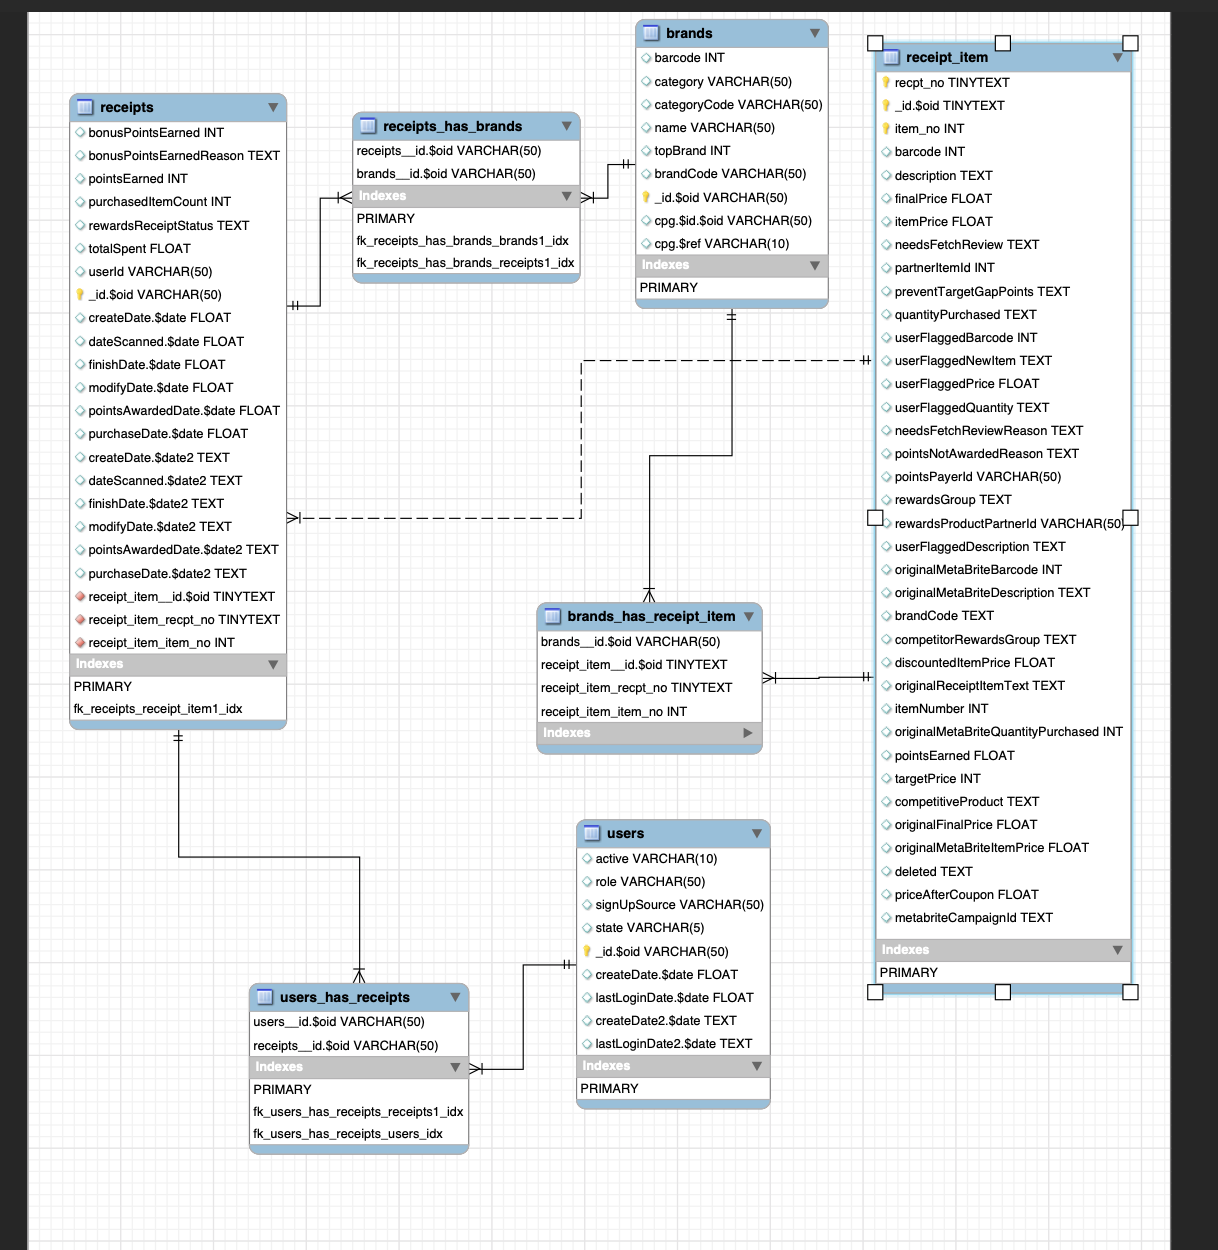 receipts
bonusPointsEarned INT
bonusPointsEarnedReason TEXT
pointsEarned INT
purchasedItemCount INT
rewardsReceiptStatus TEXT
totalSpent FLOAT
userId VARCHAR(50)
_id.$oid VARCHAR(50)
createDate.$date FLOAT
dateScanned.$date FLOAT
finishDate.$date FLOAT
modifyDate.$date FLOAT
pointsAwardedDate.$date FLOAT
purchaseDate.$date FLOAT
createDate.$date2 TEXT
dateScanned.$date2 TEXT
finishDate.$date2 TEXT
modifyDate.$date2 TEXT
pointsAwardedDate.$date2 TEXT
purchaseDate.$date2 TEXT
receipt_item__id.$oid TINYTEXT
receipt_item_recpt_no TINYTEXT
receipt_item_item_no INT
Indexes
PRIMARY
fk_receipts_receipt_item1_idx
receipts_has_brands
receipts__id.$oid VARCHAR(50)
brands__id.$oid VARCHAR(50)
Indexes
PRIMARY
fk_receipts_has_brands_brands1_idx
fk_receipts_has_brands_receipts1_idx
brands
barcode INT
category VARCHAR(50)
categoryCode VARCHAR(50)
name VARCHAR(50)
topBrand INT
brandCode VARCHAR(50)
_id.$oid VARCHAR(50)
cpg.$id.$oid VARCHAR(50)
cpg.$ref VARCHAR(10)
Indexes
PRIMARY
receipt_item
recpt_no TINYTEXT
_id.$oid TINYTEXT
item_no INT
barcode INT
description TEXT
finalPrice FLOAT
itemPrice FLOAT
needsFetchReview TEXT
partnerItemId INT
preventTargetGapPoints TEXT
quantityPurchased TEXT
userFlaggedBarcode INT
userFlaggedNewItem TEXT
userFlaggedPrice FLOAT
userFlaggedQuantity TEXT
needsFetchReviewReason TEXT
pointsNotAwardedReason TEXT
pointsPayerId VARCHAR(50)
rewardsGroup TEXT
rewardsProductPartnerId VARCHAR(50)
userFlaggedDescription TEXT
originalMetaBriteBarcode INT
originalMetaBriteDescription TEXT
brandCode TEXT
competitorRewardsGroup TEXT
discountedItemPrice FLOAT
originalReceiptItemText TEXT
itemNumber INT
originalMetaBriteQuantityPurchased INT
pointsEarned FLOAT
targetPrice INT
competitiveProduct TEXT
originalFinalPrice FLOAT
originalMetaBriteItemPrice FLOAT
deleted TEXT
priceAfterCoupon FLOAT
metabriteCampaignId TEXT
Indexes
PRIMARY
brands_has_receipt_item
brands__id.$oid VARCHAR(50)
receipt_item__id.$oid TINYTEXT
receipt_item_recpt_no TINYTEXT
receipt_item_item_no INT
Indexes
users
active VARCHAR(10)
role VARCHAR(50)
signUpSource VARCHAR(50)
state VARCHAR(5)
_id.$oid VARCHAR(50)
createDate.$date FLOAT
lastLoginDate.$date FLOAT
createDate2.$date TEXT
lastLoginDate2.$date TEXT
Indexes
PRIMARY
users_has_receipts
users__id.$oid VARCHAR(50)
receipts__id.$oid VARCHAR(50)
Indexes
PRIMARY
fk_users_has_receipts_receipts1_idx
fk_users_has_receipts_users_idx